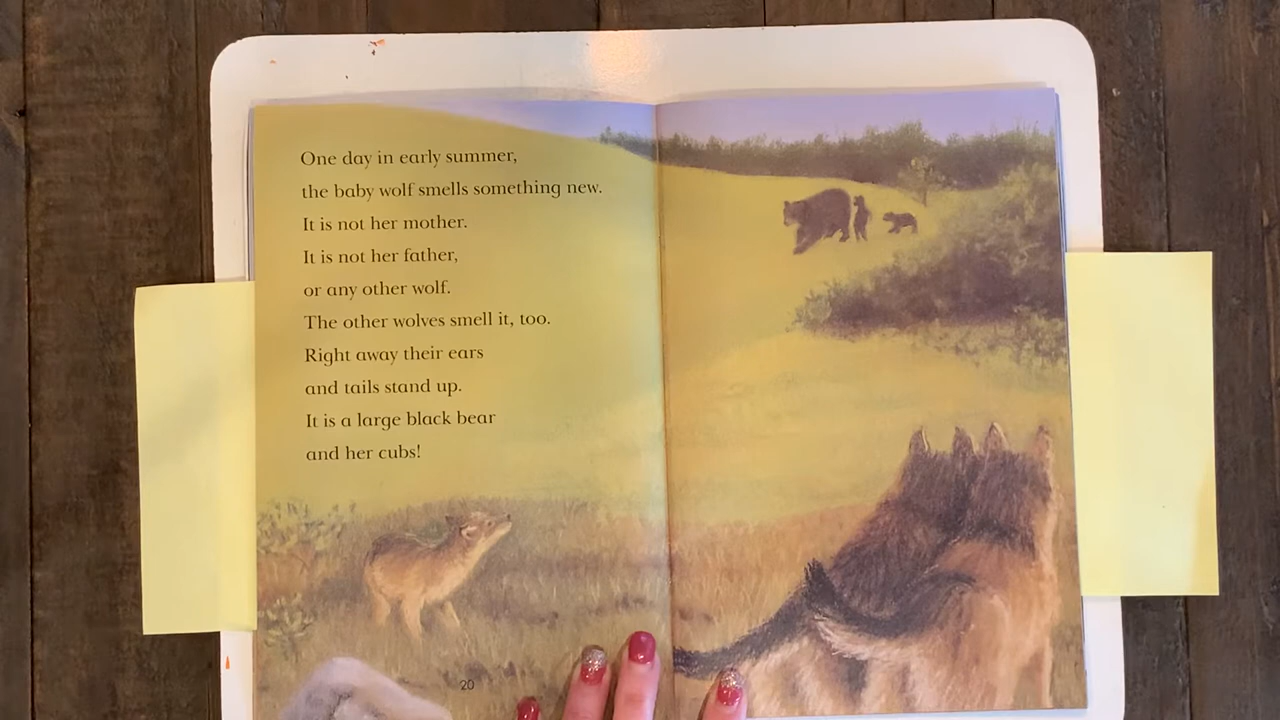 One day in early summer,
the baby wolf smells something new.
It is not her mother.
It is not her father,
or any other wolf.
The other wolves smell it, too.
Right away their ears
and tails stand up.
It is a large black bear
and her cubs!
20